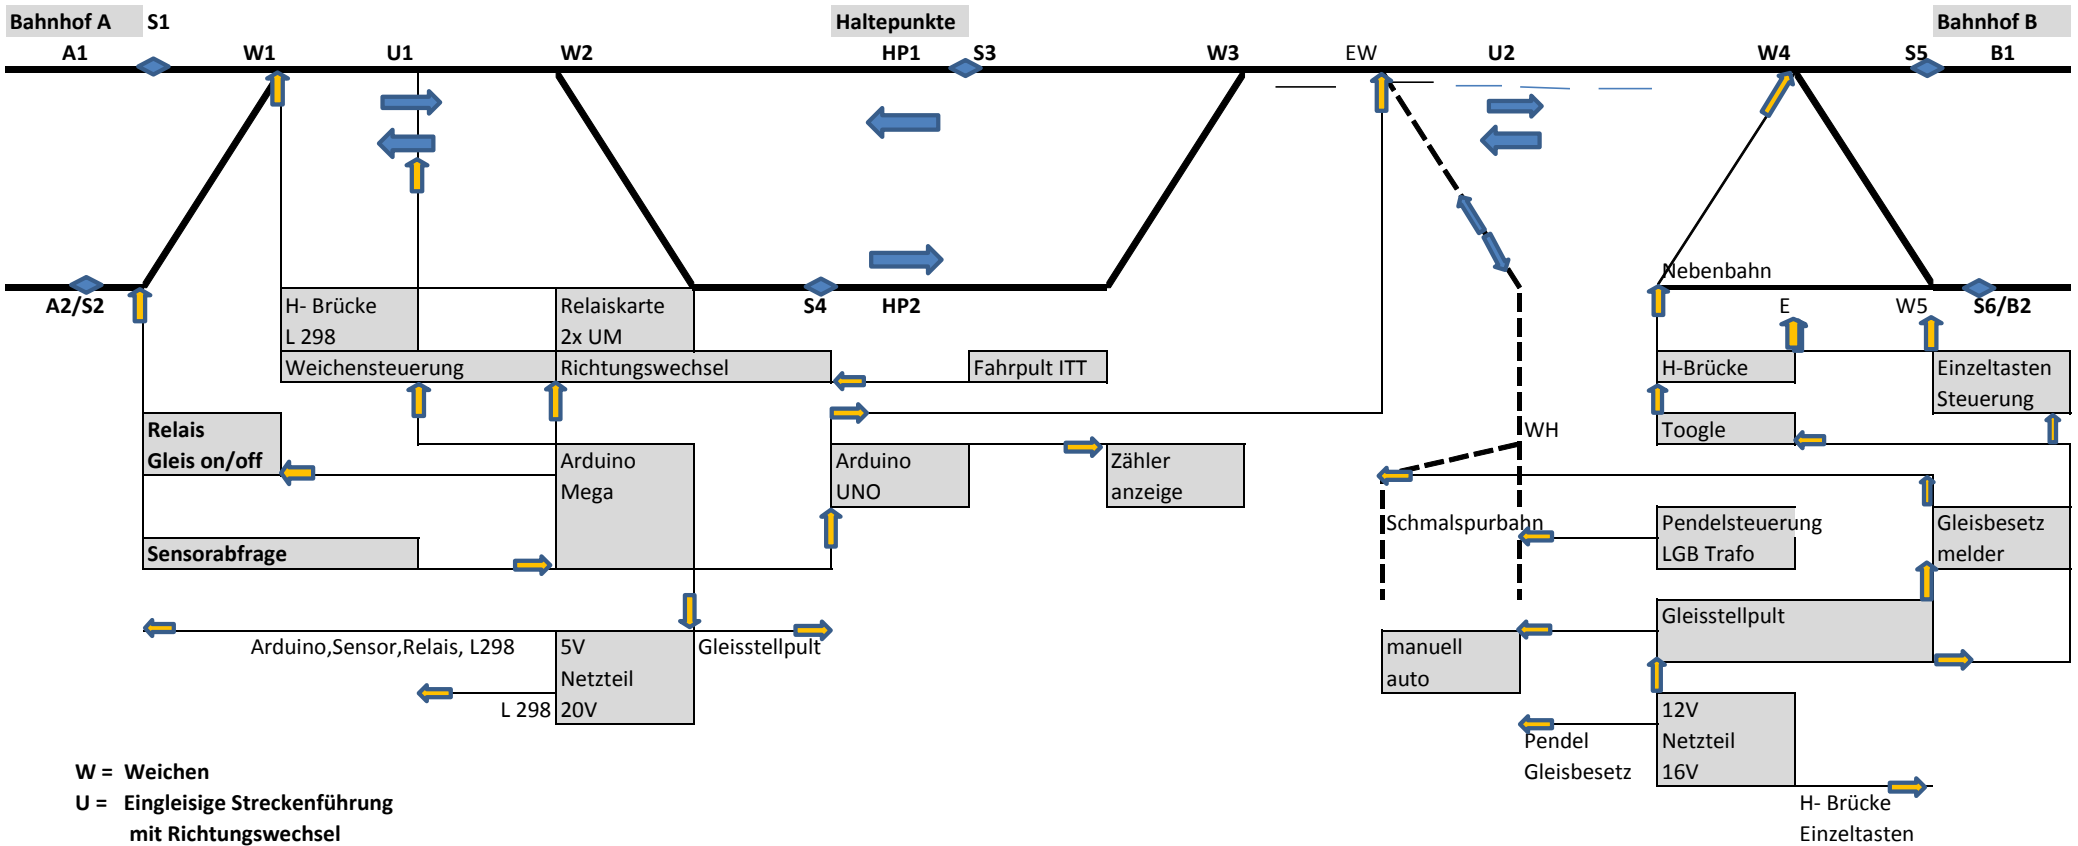 Bahnhof A S1 Haltepunkte Bahnhof B
A1 W1 U1 W2 HP1 S3 W3 EW U2 W4 S5 B1
Nebenbahn
A2/S2 H- Brücke Relaiskarte S4 HP2 E W5 S6/B2
L 298 2x UM
Weichensteuerung Richtungswechsel Fahrpult ITT H-Brücke Einzeltasten
Steuerung
Relais Toogle
Gleis on/off Arduino Arduino Zähler WH
Mega UNO anzeige
Schmalspurbahn Pendelsteuerung Gleisbesetz
Sensorabfrage LGB Trafo melder
Gleisstellpult
Arduino,Sensor,Relais, L298 5V Gleisstellpult manuell
Netzteil auto
L 298 20V 12V
Pendel Netzteil
W = Weichen Gleisbesetz 16V
U = Eingleisige Streckenführung H- Brücke
mit Richtungswechsel Einzeltasten